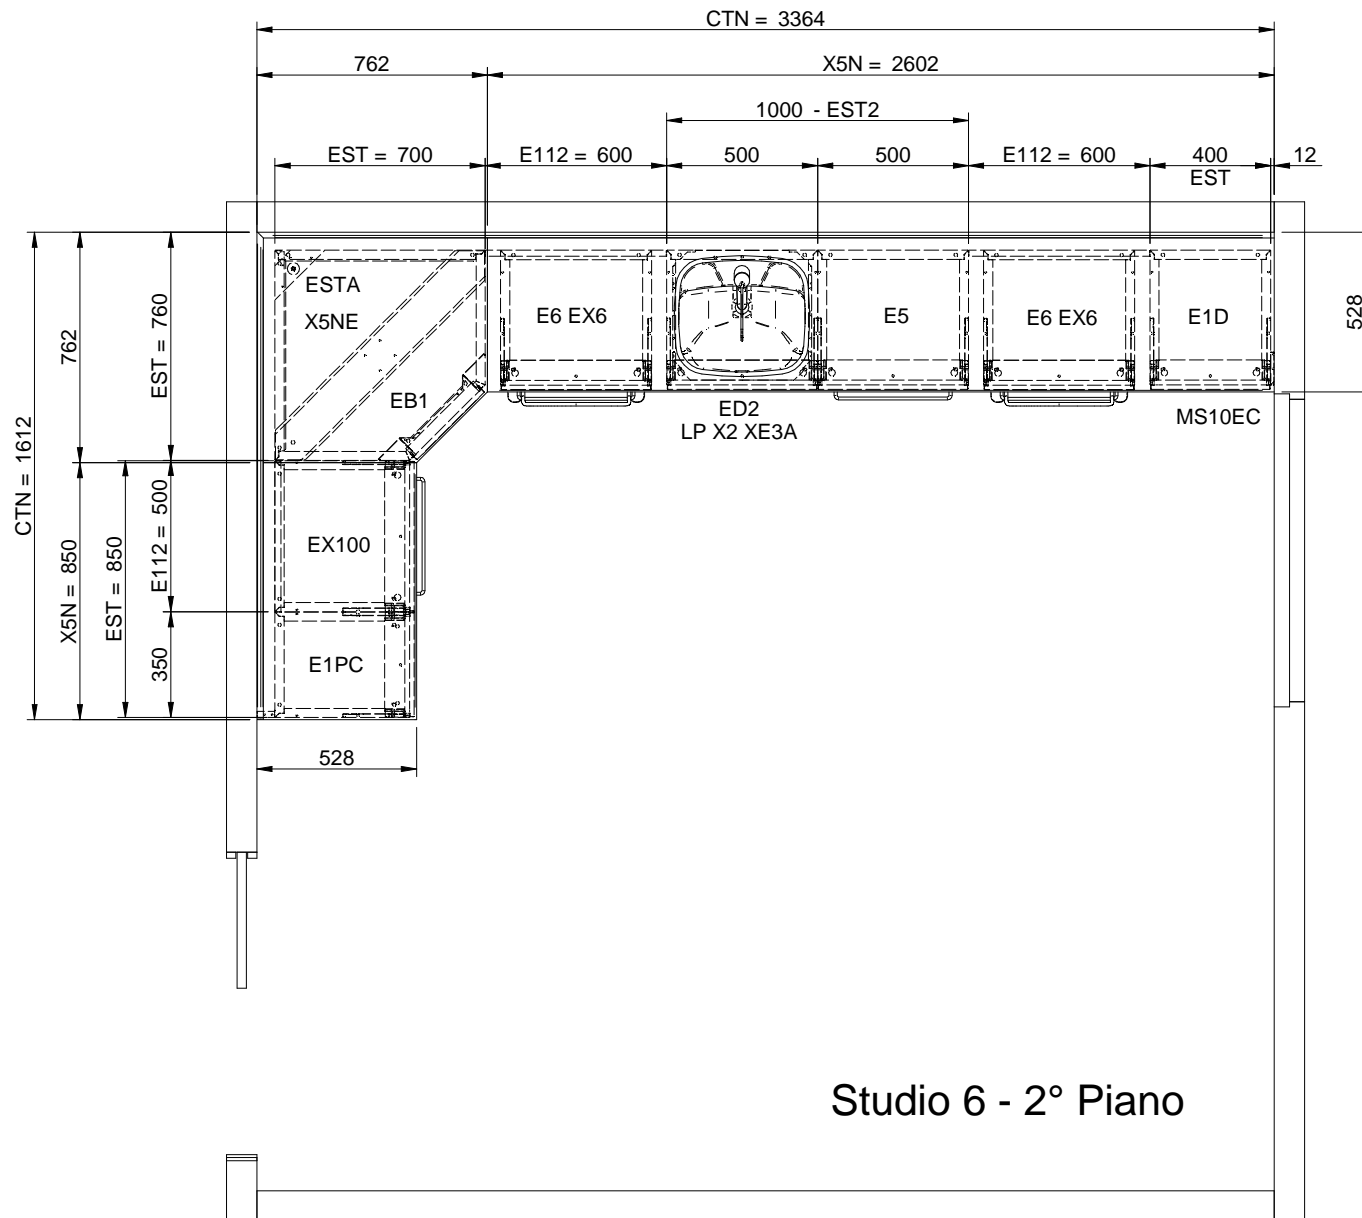 CTN = 3364
762
X5N = 2602
1000 - EST2
EST = 700
E112 = 600
500
500
E112 = 600
400
EST
12
ESTA
X5NE
EB1
E6 EX6
E5
E6 EX6
E1D
ED2
LP X2 XE3A
MS10EC
528
CTN = 1612
762
X5N = 850
EST = 760
EST = 850
E112 = 500
350
EX100
E1PC
528
Studio 6 - 2° Piano